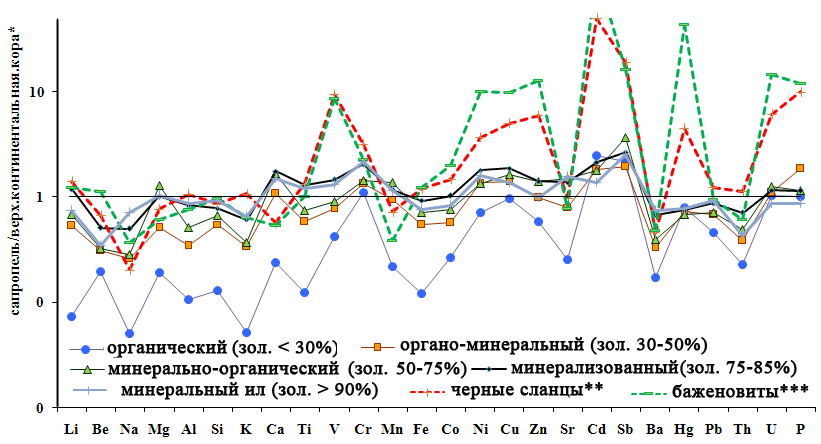 сапропель/верх.континентальная.кора*
10
1
0
0
органический (зол. < 30%)
органо-минеральный (зол. 30-50%)
минерально-органический (зол. 50-75%)
минерализованный(зол. 75-85%)
минеральный ил (зол. > 90%)
черные сланцы**
баженовиты***
Li Be Na Mg Al Si K Ca Ti V Cr Mn Fe Co Ni Cu Zn Sr Cd Sb Ba Hg Pb Th U P